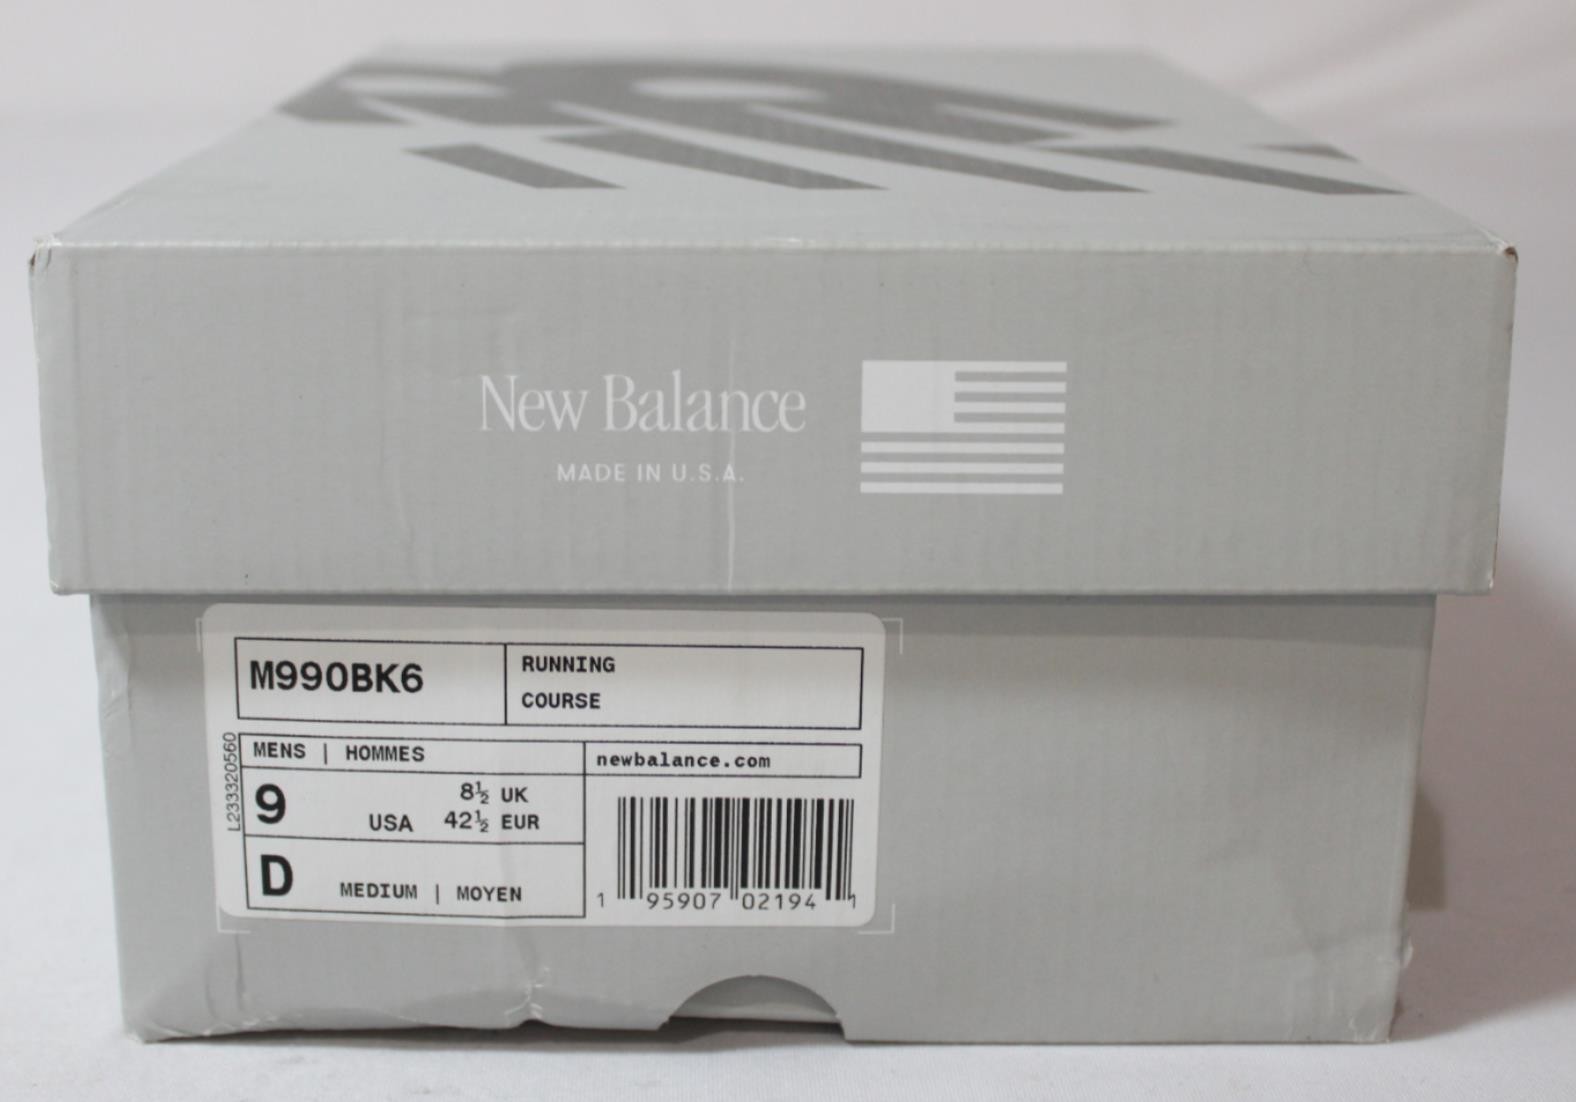 New Balance
MADE IN U.S.A.
M990BK6
RUNNING
COURSE
L233320560
MENS | HOMMES
newbalance.com
9 USA 8½ UK
42½ EUR
D MEDIUM | MOYEN
1 95907 02194 1